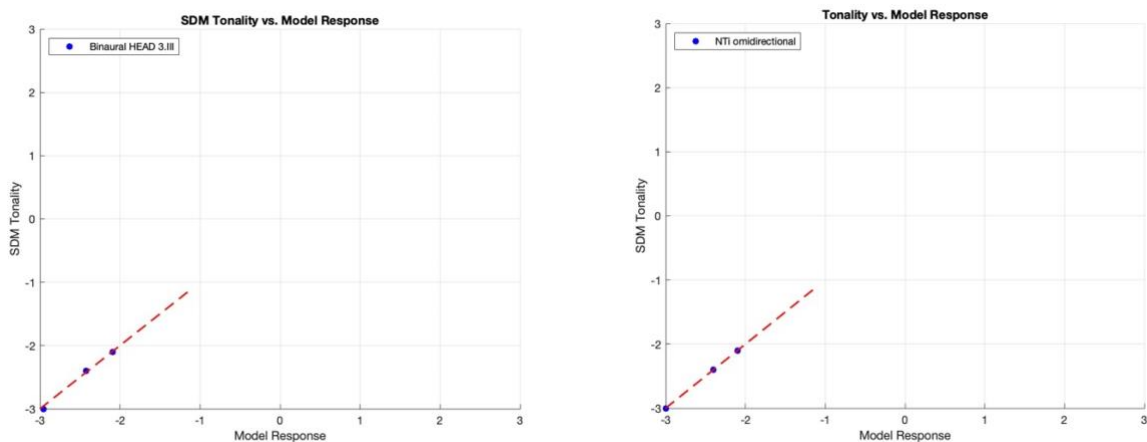 SDM Tonality vs. Model Response
3
Binaural HEAD 3.III
2
1
0
-1
-2
-3
SDM Tonality
-3 -2 -1 0 1 2 3
Model Response
Tonality vs. Model Response
3
NTi omidirectional
2
1
0
-1
-2
-3
SDM Tonality
-3 -2 -1 0 1 2 3
Model Response